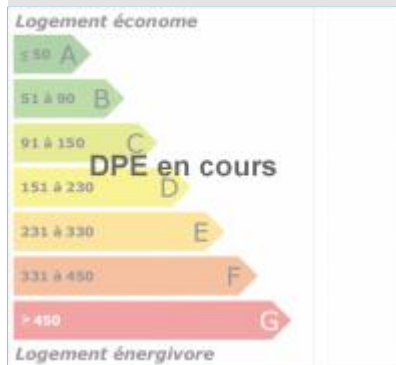 Logement économe
≤ 50 A
51 à 90 B
91 à 150 C
DPE en cours
151 à 230 D
231 à 330 E
331 à 450 F
> 450 G
Logement énergivore